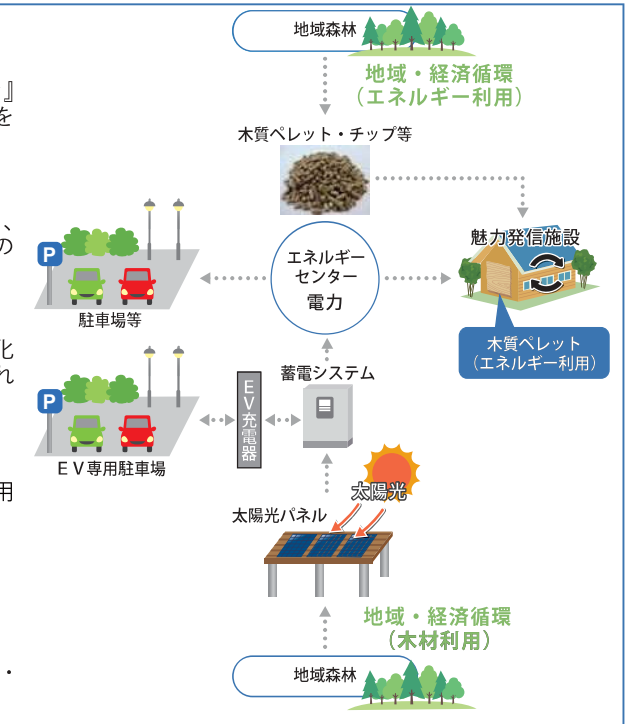 地域森林
地域・経済循環
（エネルギー利用）
』
を
木質ペレット・チップ等
、
の
魅力発信施設
エネルギー
センター
電力
P
駐車場等
木質ペレット
（エネルギー利用）
化
れ
蓄電システム
EV充電器
P
ＥＶ専用駐車場
用
太陽光
太陽光パネル
地域・経済循環
（木材利用）
地域森林
・